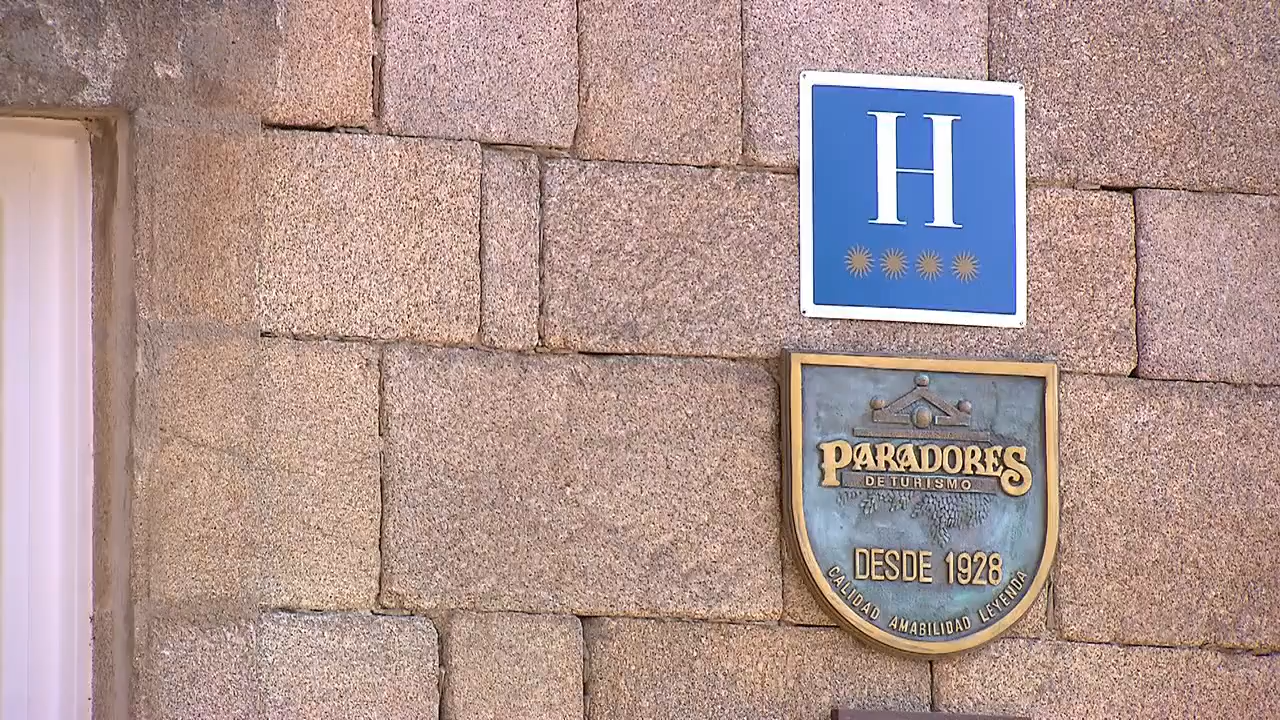 H
PARADORES
DE TURISMO
DESDE 1928
CALIDAD AMABILIDAD LEYENDA